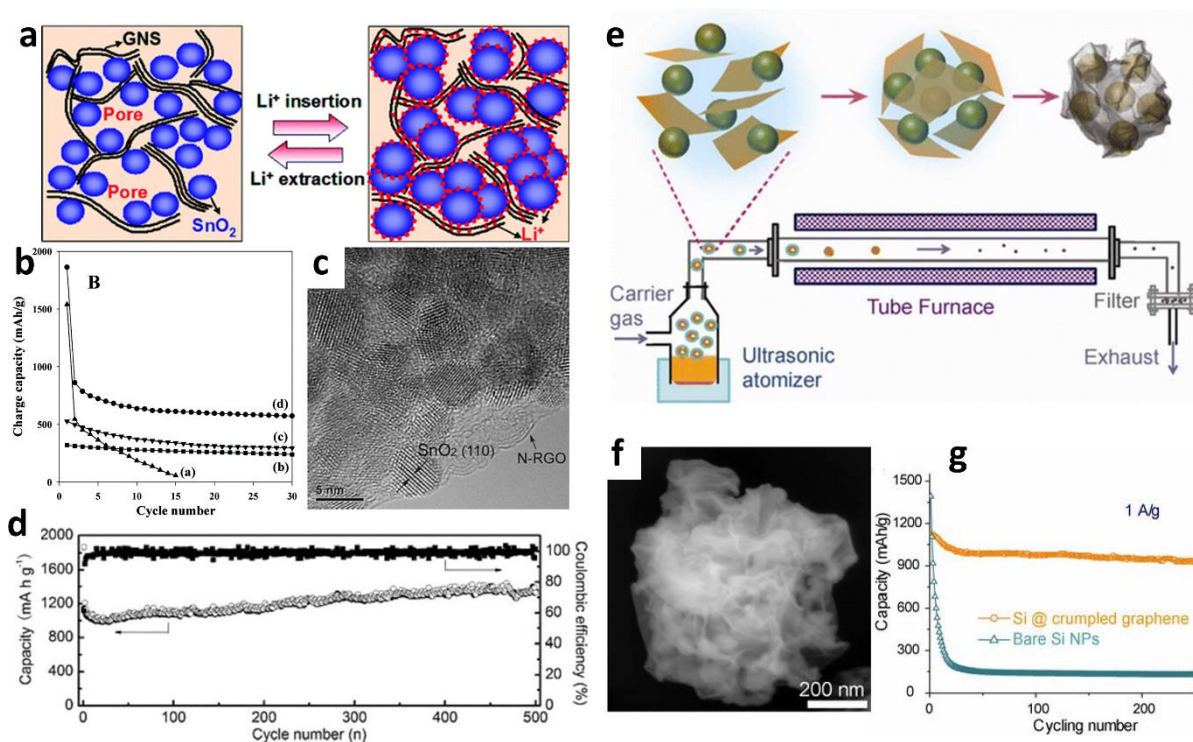 a
GNS
Pore
Pore
SnO₂
Li⁺ insertion
Li⁺ extraction
Li⁺
b
B
Charge capacity (mAh/g)
2000
1500
1000
500
0
0 5 10 15 20 25 30
Cycle number
(d)
(c)
(b)
(a)
c
SnO₂ (110)
N-RGO
5 nm
d
Capacity (mA h g⁻¹)
2000
1600
1200
800
400
0
0 100 200 300 400 500
Cycle number (n)
120
100
80
60
40
20
0
Coulombic efficiency (%)
e
Carrier
gas
Ultrasonic
atomizer
Tube Furnace
Filter
Exhaust
f
200 nm
g
1 A/g
Capacity (mAh/g)
1500
1200
900
600
300
0
Si @ crumpled graphene
Bare Si NPs
0 100 200
Cycling number